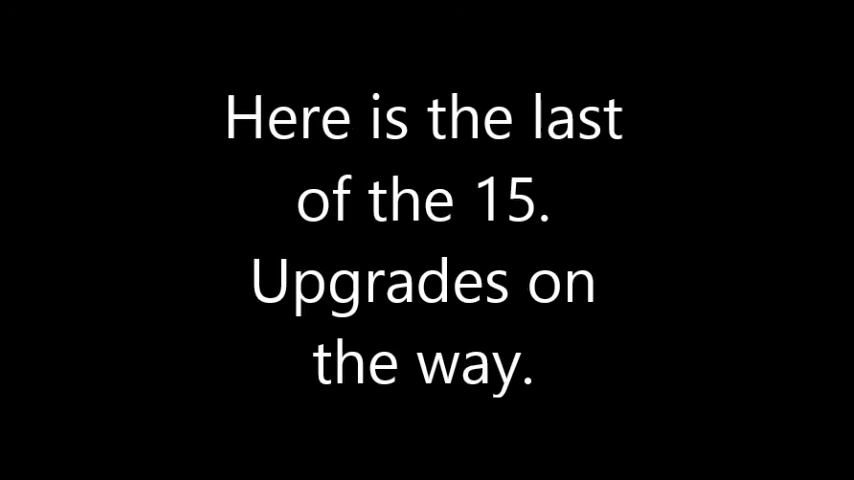 Here is the last
of the 15.
Upgrades on
the way.